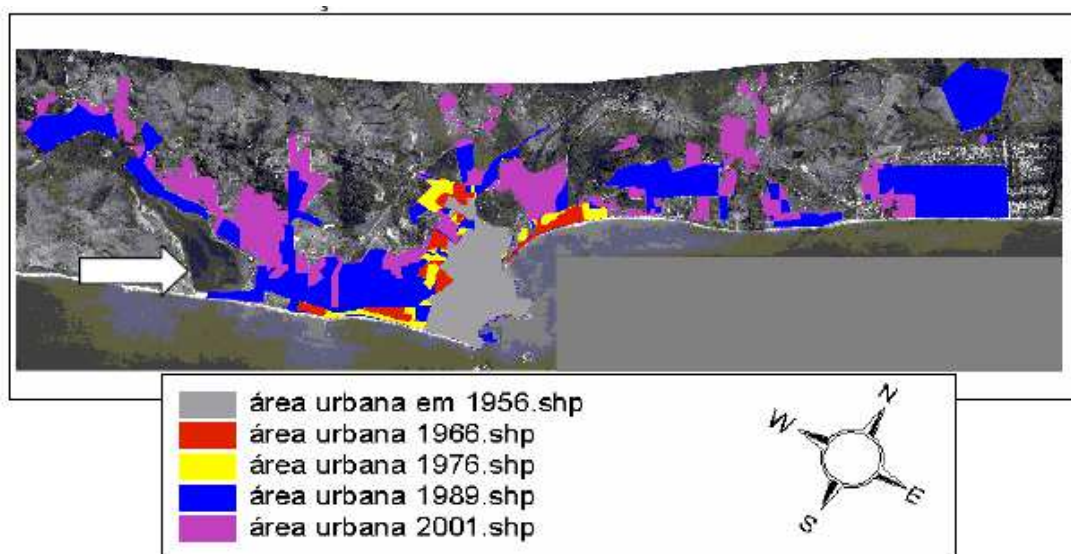 área urbana em 1956.shp
área urbana 1966.shp
área urbana 1976.shp
área urbana 1989.shp
área urbana 2001.shp
N
W
E
S